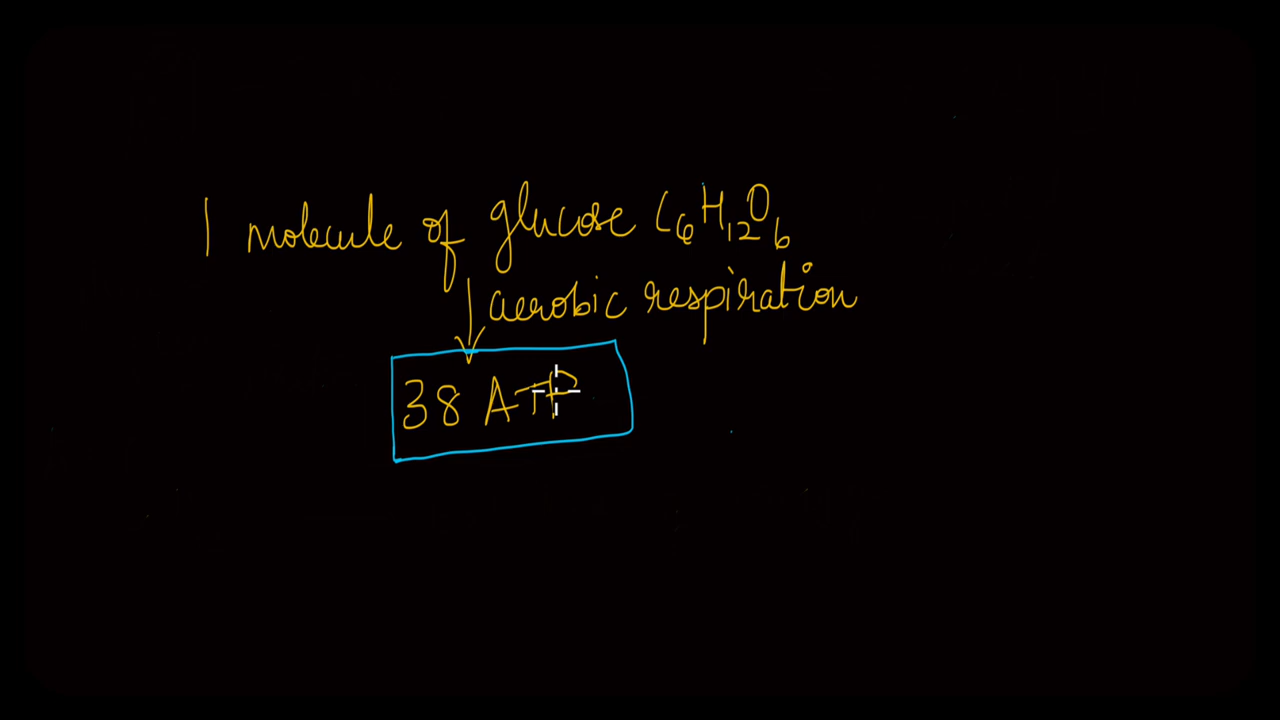 1 molecule of glucose C₆H₁₂O₆
aerobic respiration
38 ATP